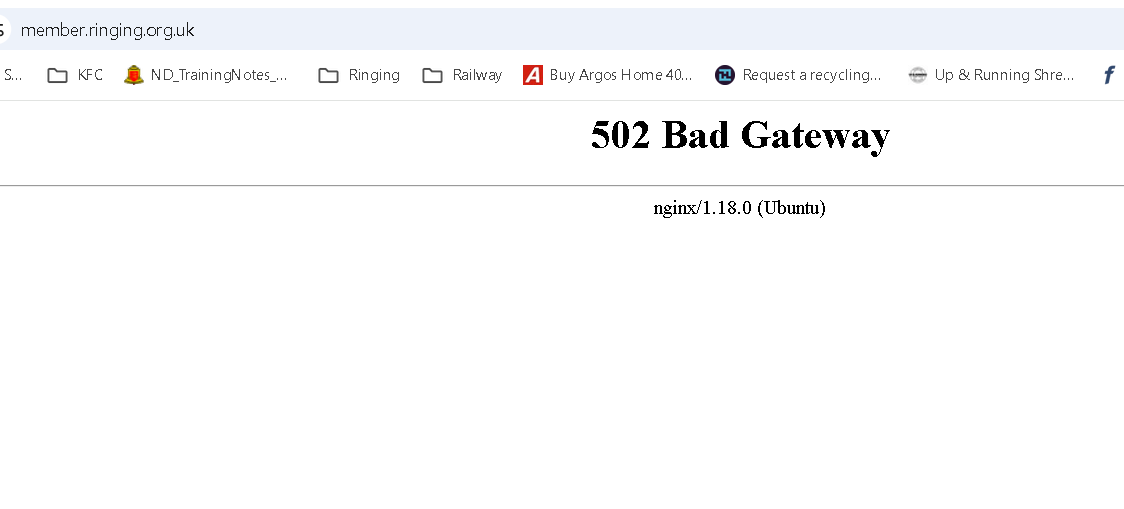 member.ringing.org.uk
S... KFC ND_TrainingNotes_... Ringing Railway Buy Argos Home 40... Request a recycling... Up & Running Shre...
502 Bad Gateway
nginx/1.18.0 (Ubuntu)